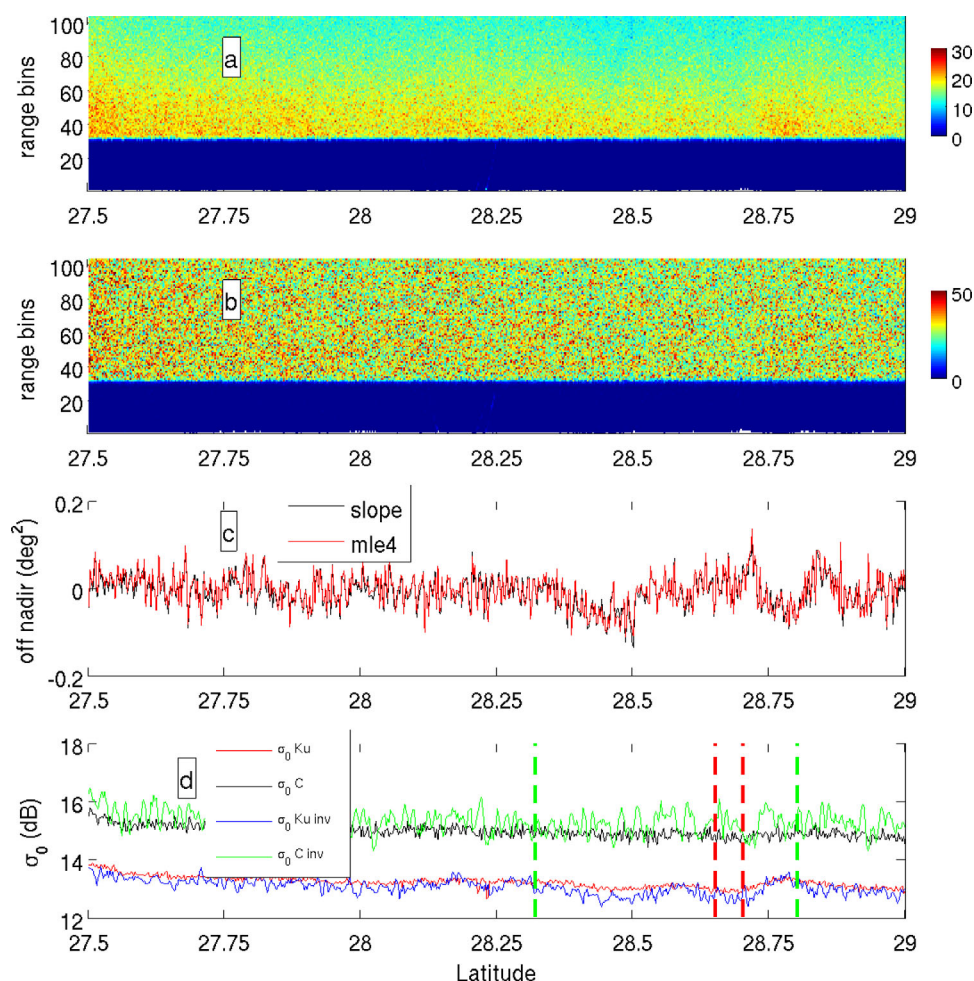 100
80
60
40
20
range bins
a
30
20
10
0
27.5 27.75 28 28.25 28.5 28.75 29
100
80
60
40
20
range bins
b
50
0
27.5 27.75 28 28.25 28.5 28.75 29
0.2
0
-0.2
off nadir (deg²)
c
slope
mle4
27.5 27.75 28 28.25 28.5 28.75 29
18
16
14
12
σ₀ (dB)
d
σ₀ Ku
σ₀ C
σ₀ Ku inv
σ₀ C inv
27.5 27.75 28 28.25 28.5 28.75 29
Latitude